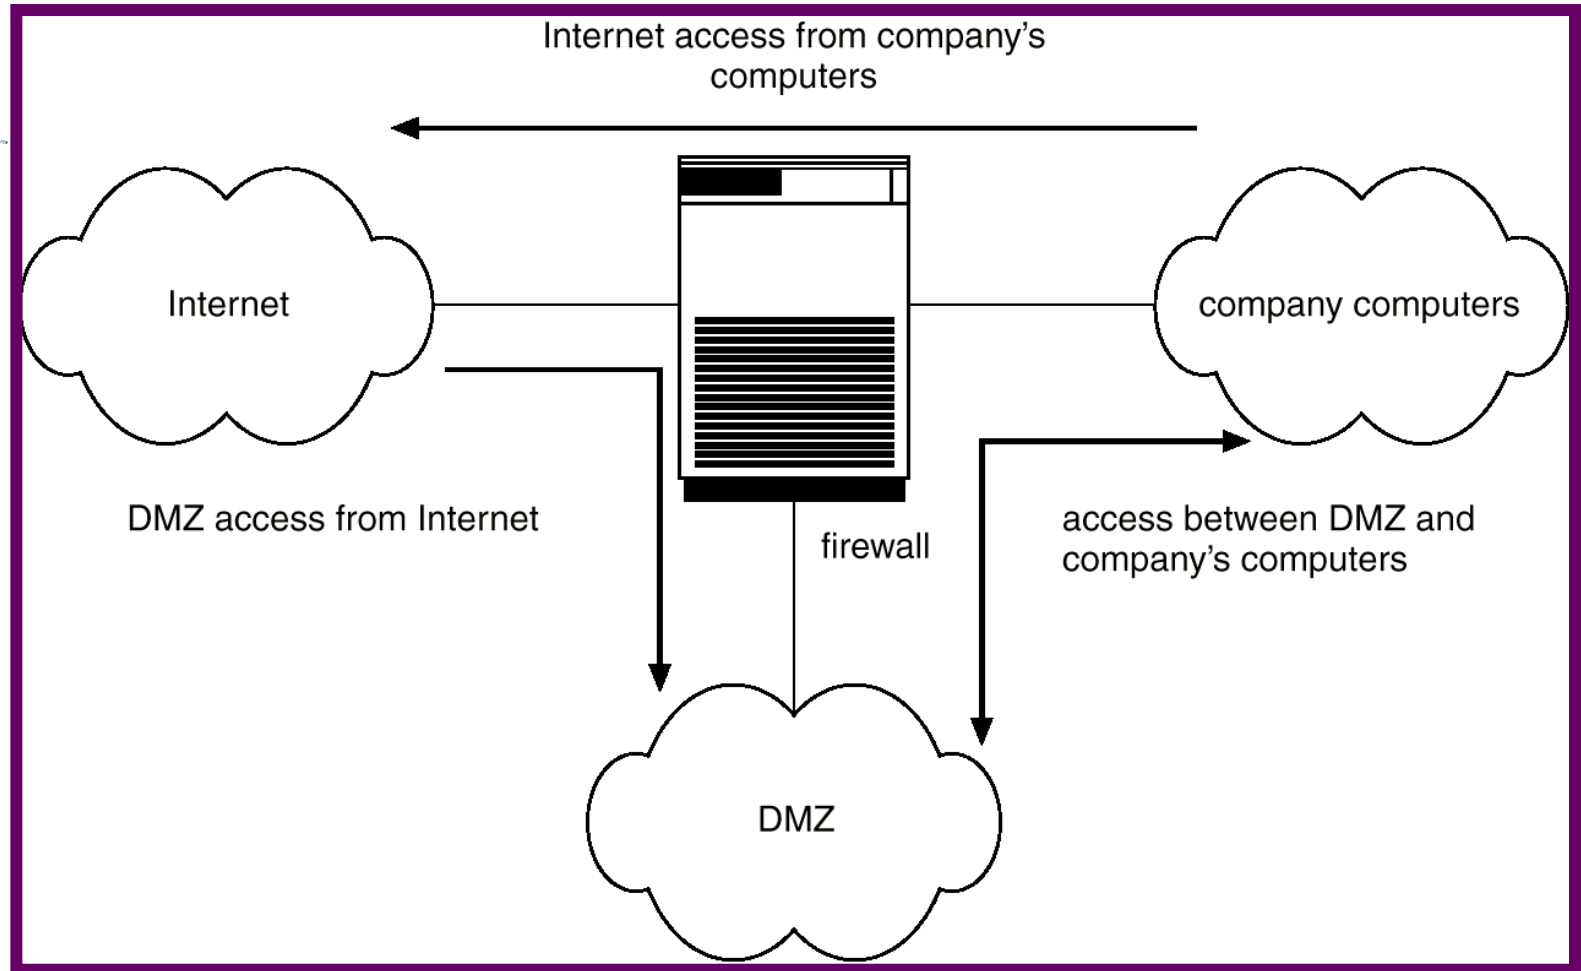 Internet access from company’s
computers
Internet
company computers
DMZ access from Internet
firewall
access between DMZ and
company’s computers
DMZ